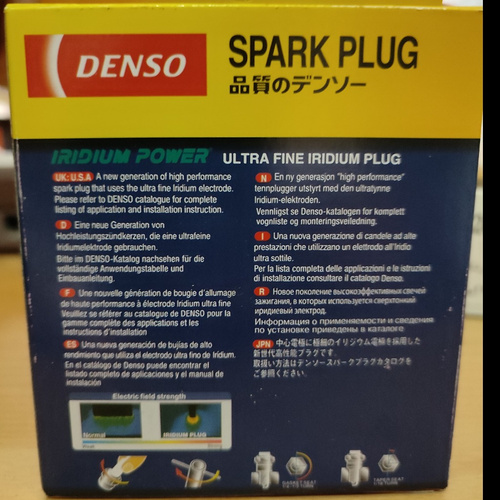 DENSO
SPARK PLUG
品質のデンソー
IRIDIUM POWER ULTRA FINE IRIDIUM PLUG
UK: U.S.A A new generation of high performance
spark plug that uses the ultra fine Iridium electrode.
Please refer to DENSO catalogue for complete
listing of application and installation instruction.
D Eine neue Generation von
Hochleistungszündkerzen, die eine ultrafeine
Iridiumelektrode gebrauchen.
Bitte im DENSO-Katalog nachsehen für die
vollständige Anwendungstabelle und
Einbauanleitung.
F Une nouvelle génération de bougie d'allumage
de haute performance à électrode Iridium ultra fine
Veuillez se référer au catalogue de DENSO pour la
gamme complète des applications et les
instructions d'installation
ES Una nueva generación de bujias de alto
rendimiento que utiliza el electrodo ultra fino de Iridium.
En el catálogo de Denso puede encontrar el
listado completo de aplicaciones y el manual de
instalación
N En ny generasjon "high performance"
tennplugger utstyrt med den ultratynne
Iridium-elektroden.
Vennligst se Denso-katalogen for komplett
vognliste og monteringsveiledning.
I Una nuova generazione di candele ad alte
prestazioni che utilizzano un elettrodo all'Iridio
ultra sottile.
Per la lista completa delle applicazioni e le istruzioni
di installazione consultare il catalogo Denso.
R Новое поколение высокоэффективных свечей
зажигания, в которых используется сверхтонкий
иридиевый электрод.
Информация о применяемости и сведения
по установке приведены в каталоге
JPN 中心電極に極細のイリジウム電極を採用した
新世代高性能プラグです.
取扱い方法はデンソースパークプラグカタログを
ご参照ください.
Electric field strength
Normal
IRIDIUM PLUG